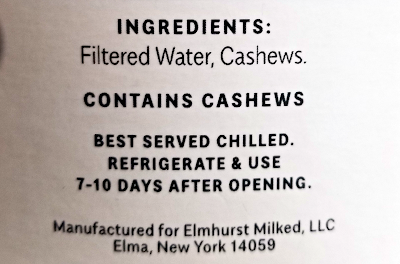 INGREDIENTS:
Filtered Water, Cashews.
CONTAINS CASHEWS
BEST SERVED CHILLED.
REFRIGERATE & USE
7-10 DAYS AFTER OPENING.
Manufactured for Elmhurst Milked, LLC
Elma, New York 14059